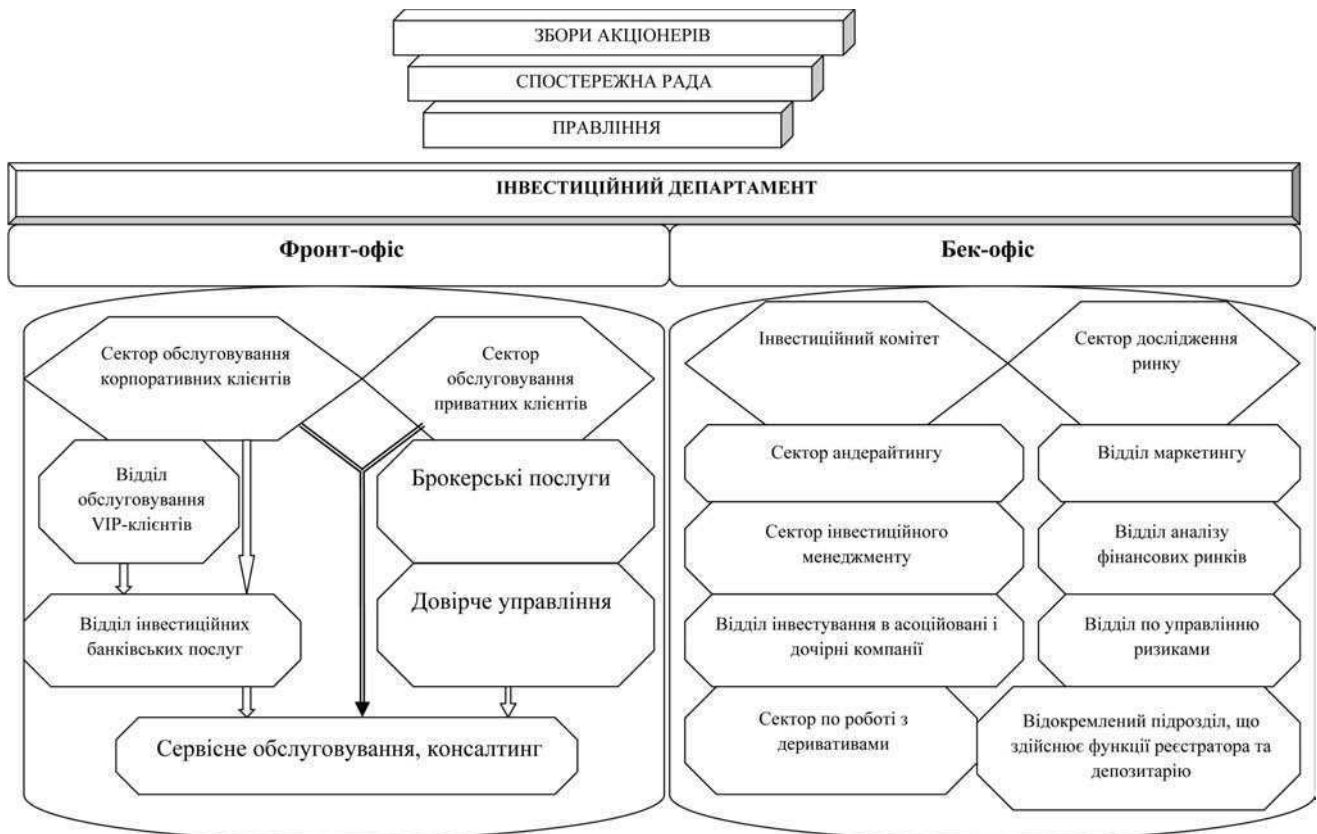 ЗБОРИ АКЦІОНЕРІВ
СПОСТЕРЕЖНА РАДА
ПРАВЛІННЯ
ІНВЕСТИЦІЙНИЙ ДЕПАРТАМЕНТ
Фронт-офіс
Сектор обслуговування
корпоративних клієнтів
Сектор
обслуговування
приватних клієнтів
Відділ
обслуговування
VIP-клієнтів
Брокерські послуги
Відділ інвестиційних
банківських послуг
Довірче управління
Сервісне обслуговування, консалтинг
Бек-офіс
Інвестиційний комітет
Сектор дослідження
ринку
Сектор андерайтингу
Відділ маркетингу
Сектор інвестиційного
менеджменту
Відділ аналізу
фінансових ринків
Відділ інвестування в асоційовані і
дочірні компанії
Відділ по управлінню
ризиками
Сектор по роботі з
деривативами
Відокремлений підрозділ, що
здійснює функції реєстратора та
депозитарію